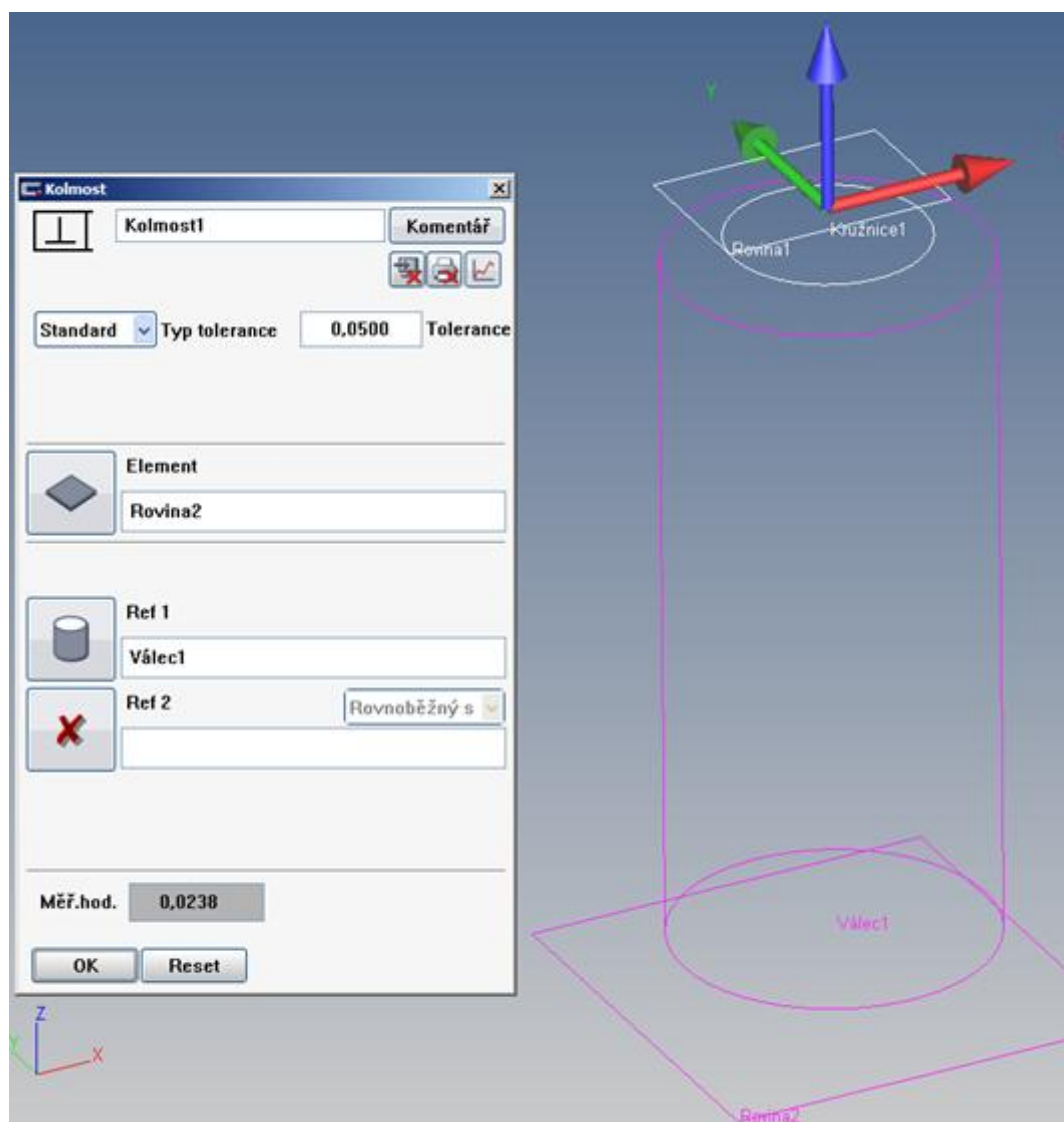 Kolmost
Kolmost1
Komentář
Standard Typ tolerance 0,0500 Tolerance
Element
Rovina2
Ref 1
Válec1
Ref 2 Rovnoběžný s
Měř.hod. 0,0238
OK Reset
Y
Kružnice1
Rovina1
Válec1
Rovina2
Z
Y
X